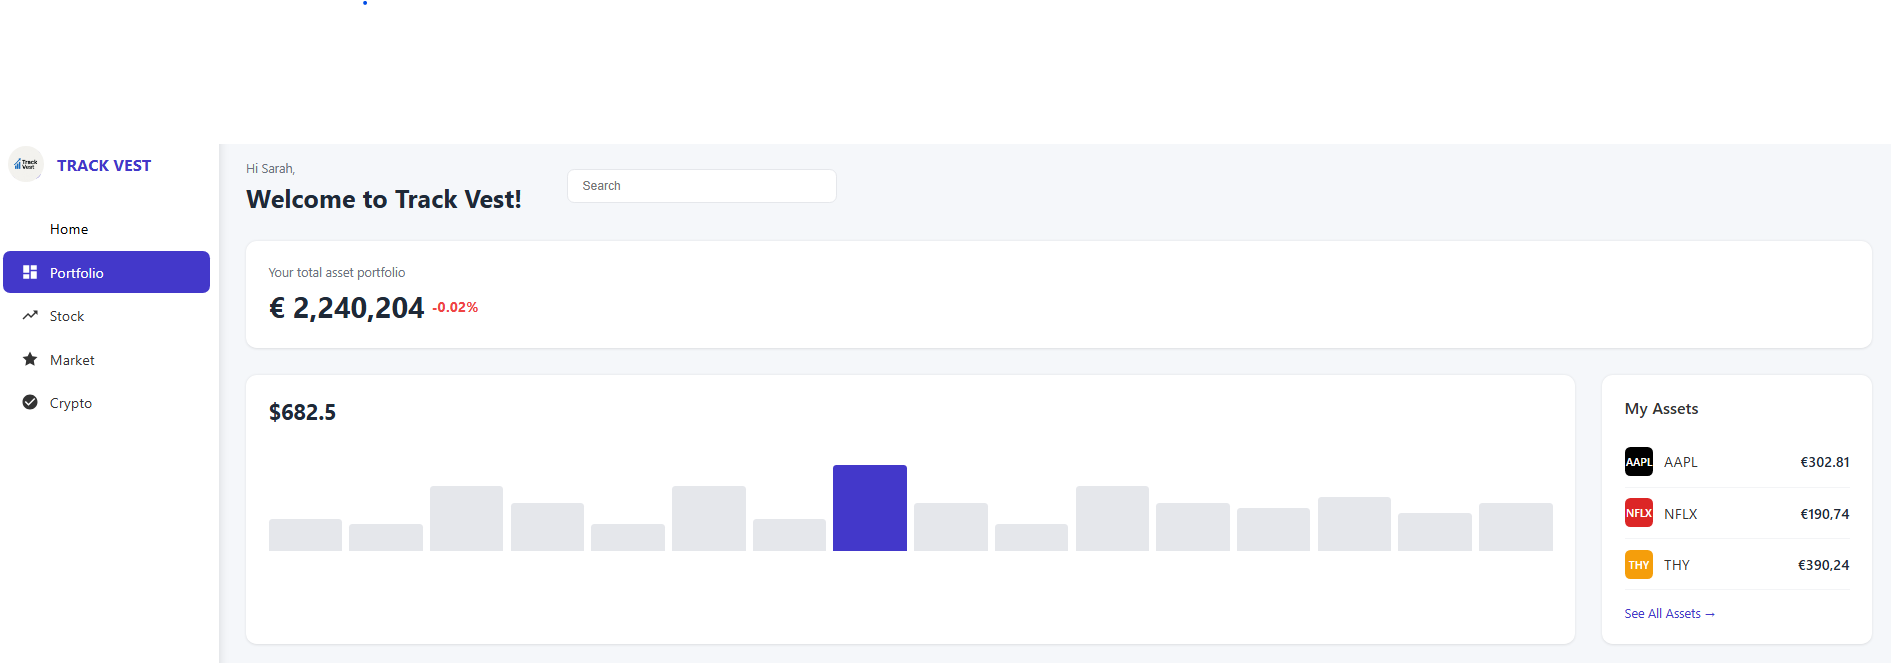 Track
Vest
TRACK VEST
Home
Portfolio
Stock
Market
Crypto
Hi Sarah,
Welcome to Track Vest!
Search
Your total asset portfolio
€ 2,240,204 -0.02%
$682.5
My Assets
AAPL AAPL €302.81
NFLX NFLX €190,74
THY THY €390,24
See All Assets →